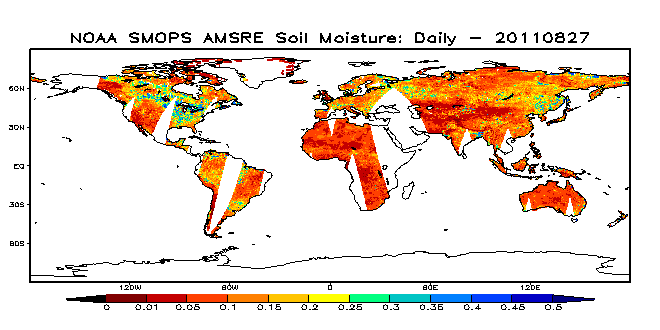 NOAA SMOPS AMSRE Soil Moisture: Daily - 20110827
60N
30N
EQ
30S
60S
120W 60W 0 60E 120E
0 0.01 0.05 0.1 0.15 0.2 0.25 0.3 0.35 0.4 0.45 0.5